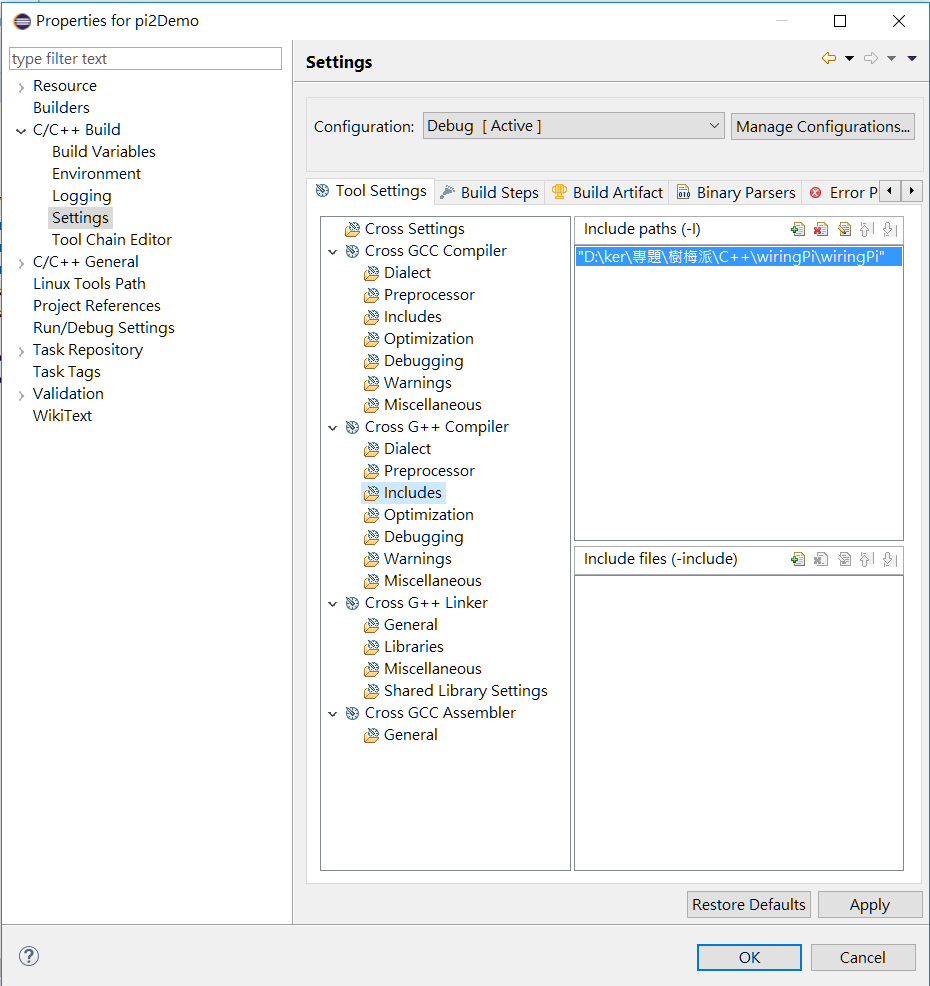 Properties for pi2Demo
type filter text
Resource
Builders
C/C++ Build
Build Variables
Environment
Logging
Settings
Tool Chain Editor
C/C++ General
Linux Tools Path
Project References
Run/Debug Settings
Task Repository
Task Tags
Validation
WikiText
Settings
Configuration:
Debug [ Active ]
Manage Configurations...
Tool Settings
Build Steps
Build Artifact
Binary Parsers
Error P
Cross Settings
Cross GCC Compiler
Dialect
Preprocessor
Includes
Optimization
Debugging
Warnings
Miscellaneous
Cross G++ Compiler
Dialect
Preprocessor
Includes
Optimization
Debugging
Warnings
Miscellaneous
Cross G++ Linker
General
Libraries
Miscellaneous
Shared Library Settings
Cross GCC Assembler
General
Include paths (-I)
"D:\ker\專題\樹梅派\C++\wiringPi\wiringPi"
Include files (-include)
Restore Defaults
Apply
?
OK
Cancel